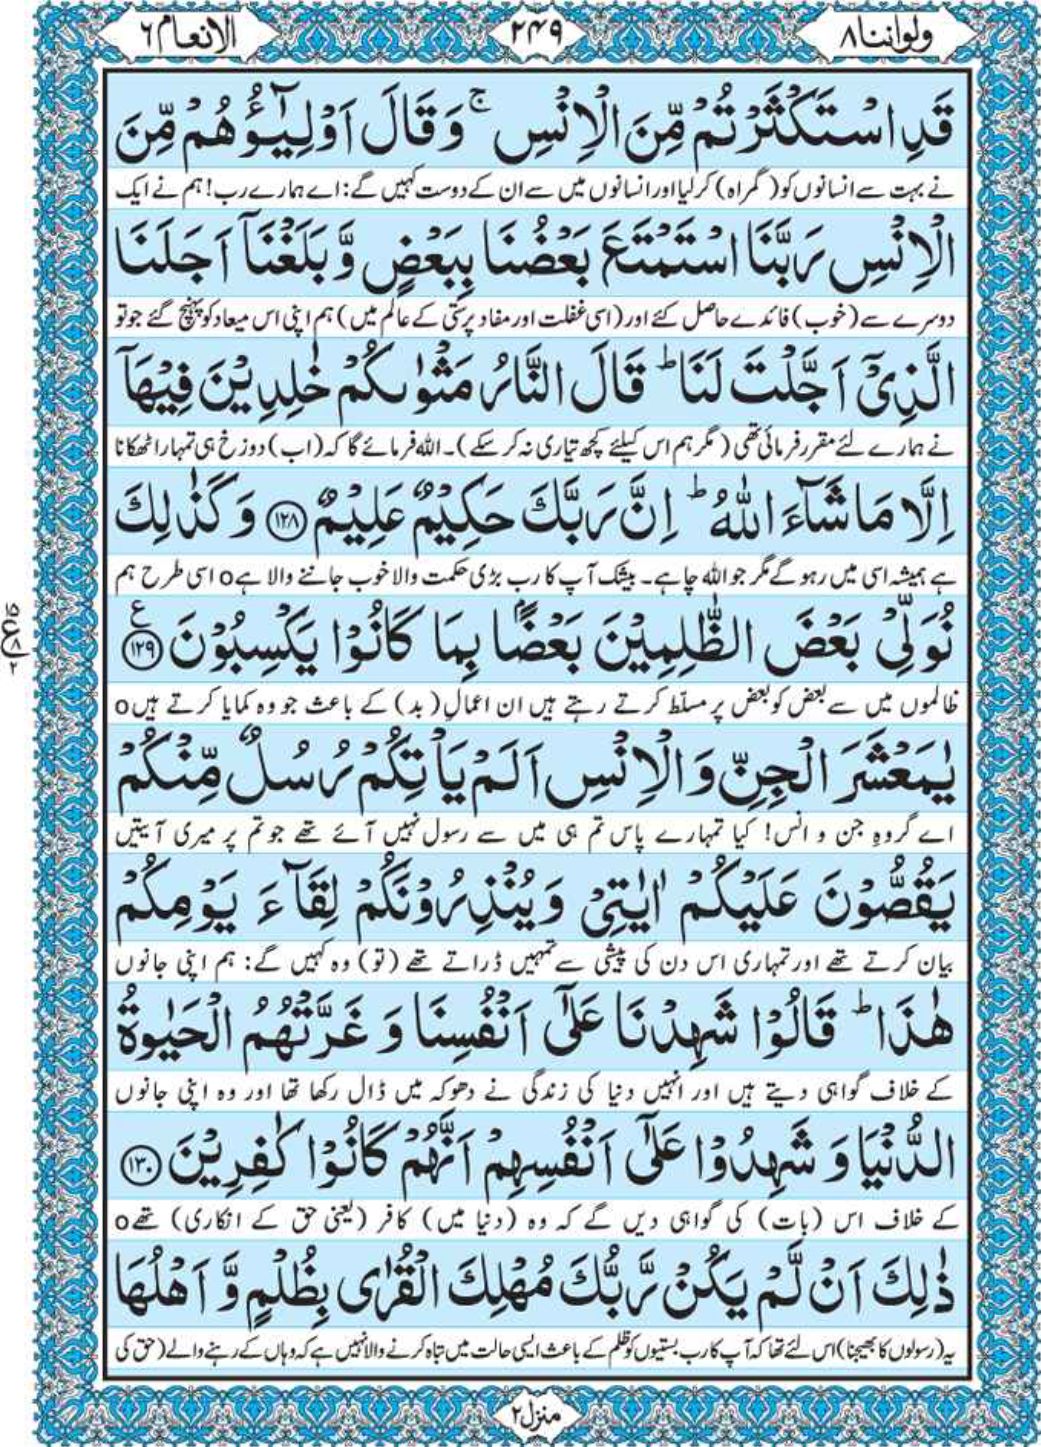 ولواننا ٨
٢٤٩
الانعام ٦
قَدِ اسْتَكْثَرْتُمْ مِّنَ الْاِنْسِ ۚ وَقَالَ اَوْلِيٰٓـؤُهُمْ مِّنَ
نے بہت سے انسانوں کو (گمراہ) کر لیا اور انسانوں میں سے ان کے دوست کہیں گے: اے ہمارے رب! ہم نے ایک
الْاِنْسِ رَبَّنَا اسْتَمْتَعَ بَعْضُنَا بِبَعْضٍ وَّ بَلَغْنَاۤ اَجَلَنَا
دوسرے سے (خوب) فائدے حاصل کئے اور (اسی غفلت اور مفاد پرستی کے عالم میں) ہم اپنی اس میعاد کو پہنچ گئے جو تو
الَّذِىْٓ اَجَّلْتَ لَنَا ؕ قَالَ النَّارُ مَثْوٰىكُمْ خٰلِدِيْنَ فِيْهَاۤ
نے ہمارے لئے مقرر فرمائی تھی (مگر ہم اس کیلئے کچھ تیاری نہ کر سکے)۔ اللہ فرمائے گا کہ (اب) دوزخ ہی تمہارا ٹھکانا
اِلَّا مَا شَآءَ اللّٰهُ ؕ اِنَّ رَبَّكَ حَكِيْمٌ عَلِيْمٌ ﴿١٢٨﴾ وَ كَذٰلِكَ
ہے ہمیشہ اسی میں رہو گے مگر جو اللہ چاہے۔ بیشک آپ کا رب بڑی حکمت والا خوب جاننے والا ہے o اسی طرح ہم
نُوَلِّىْ بَعْضَ الظّٰلِمِيْنَ بَعْضًۢا بِمَا كَانُوْا يَكْسِبُوْنَ ﴿١٢٩﴾ ع
ظالموں میں سے بعض کو بعض پر مسلّط کرتے رہتے ہیں ان اعمالِ (بد) کے باعث جو وہ کمایا کرتے ہیں o
يٰمَعْشَرَ الْجِنِّ وَ الْاِنْسِ اَلَمْ يَاْتِكُمْ رُسُلٌ مِّنْكُمْ
اے گروہِ جن و انس! کیا تمہارے پاس تم ہی میں سے رسول نہیں آئے تھے جو تم پر میری آیتیں
يَقُصُّوْنَ عَلَيْكُمْ اٰيٰتِىْ وَيُنْذِرُوْنَكُمْ لِقَآءَ يَوْمِكُمْ
بیان کرتے تھے اور تمہاری اس دن کی پیشی سے تمہیں ڈراتے تھے (تو) وہ کہیں گے: ہم اپنی جانوں
هٰذَا ؕ قَالُوْا شَهِدْنَا عَلٰٓى اَنْفُسِنَا وَ غَرَّتْهُمُ الْحَيٰوةُ
کے خلاف گواہی دیتے ہیں اور انہیں دنیا کی زندگی نے دھوکہ میں ڈال رکھا تھا اور وہ اپنی جانوں
الدُّنْيَا وَ شَهِدُوْا عَلٰٓى اَنْفُسِهِمْ اَنَّهُمْ كَانُوْا كٰفِرِيْنَ ﴿١٣٠﴾
کے خلاف اس (بات) کی گواہی دیں گے کہ وہ (دنیا میں) کافر (یعنی حق کے انکاری) تھے o
ذٰلِكَ اَنْ لَّمْ يَكُنْ رَّبُّكَ مُهْلِكَ الْقُرٰى بِظُلْمٍ وَّ اَهْلُهَا
یہ (رسولوں کا بھیجنا) اس لئے تھا کہ آپ کا رب بستیوں کو ظلم کے باعث ایسی حالت میں تباہ کرنے والا نہیں ہے کہ وہاں کے رہنے والے (حق کی
منزل ٢